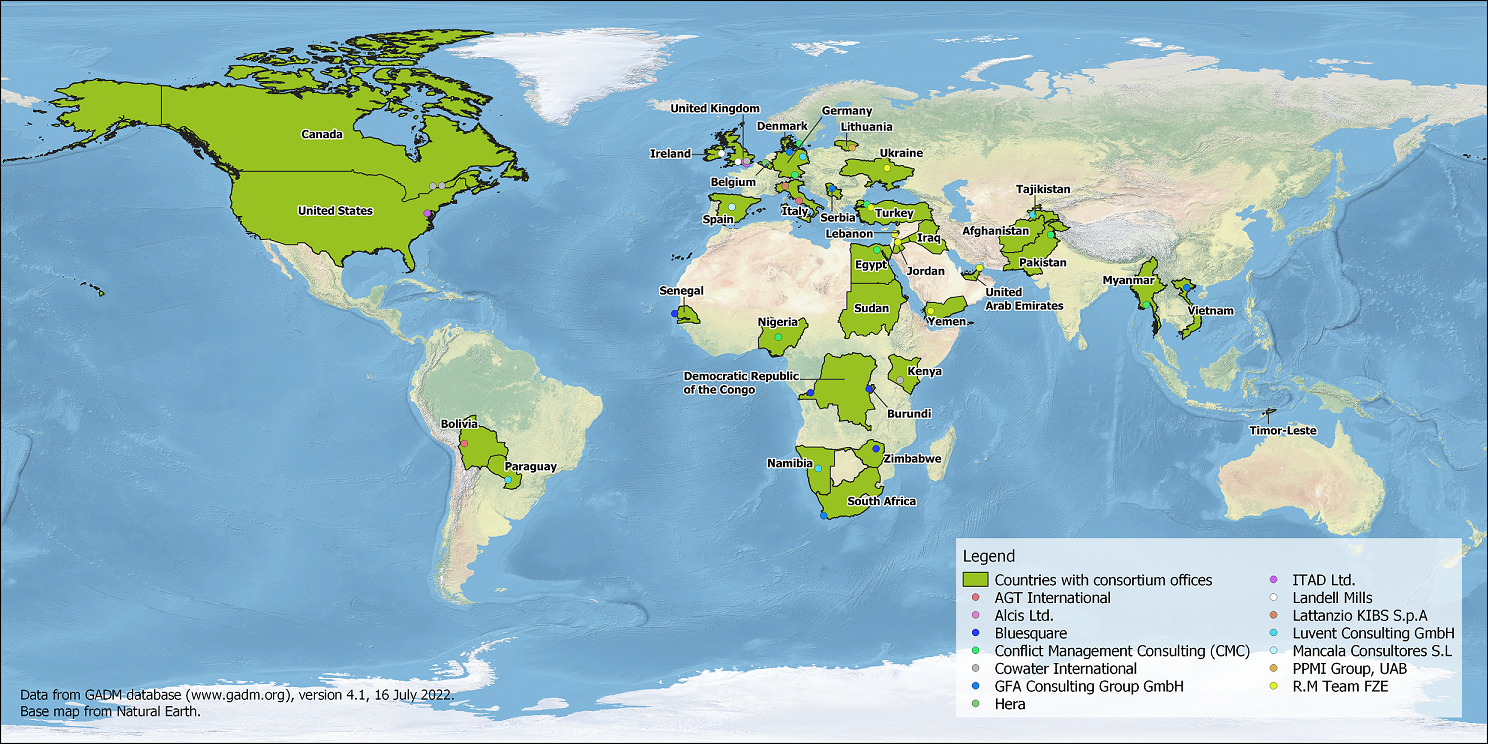 Canada
United States
United Kingdom
Germany
Denmark
Lithuania
Ireland
Ukraine
Belgium
Tajikistan
Spain
Italy
Serbia
Turkey
Lebanon
Afghanistan
Iraq
Egypt
Jordan
Pakistan
Myanmar
Senegal
United
Arab Emirates
Sudan
Vietnam
Nigeria
Yemen
Democratic Republic
of the Congo
Kenya
Burundi
Bolivia
Timor-Leste
Paraguay
Namibia
Zimbabwe
South Africa
Legend
Countries with consortium offices
AGT International
Alcis Ltd.
Bluesquare
Conflict Management Consulting (CMC)
Cowater International
GFA Consulting Group GmbH
Hera
ITAD Ltd.
Landell Mills
Lattanzio KIBS S.p.A
Luvent Consulting GmbH
Mancala Consultores S.L
PPMI Group, UAB
R.M Team FZE
Data from GADM database (www.gadm.org), version 4.1, 16 July 2022.
Base map from Natural Earth.